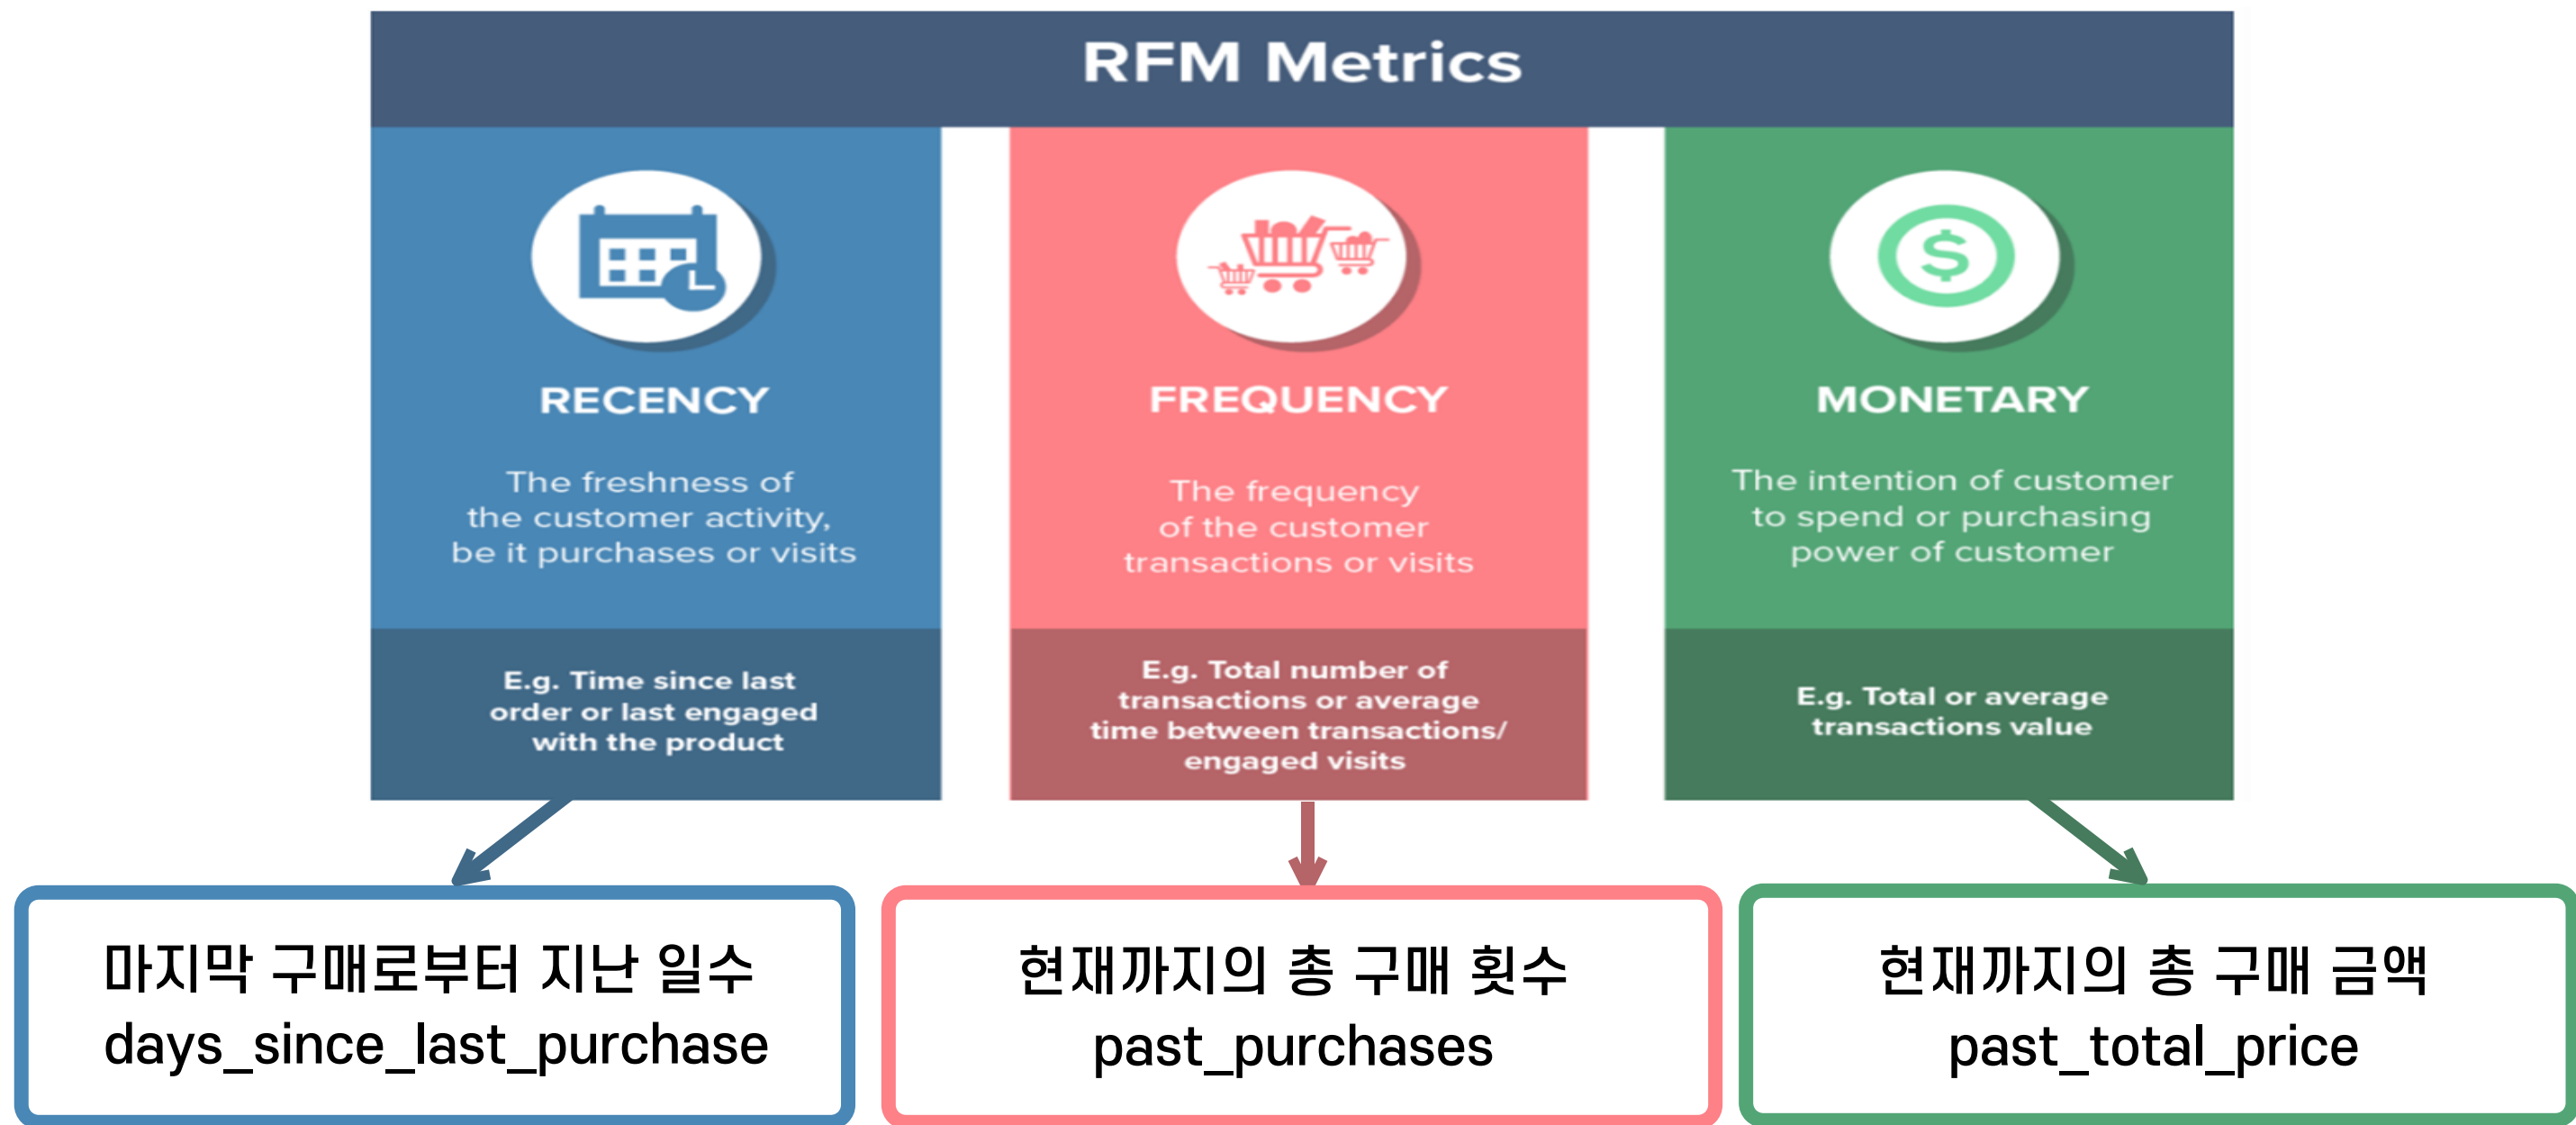 RFM Metrics
RECENCY
The freshness of
the customer activity,
be it purchases or visits
E.g. Time since last
order or last engaged
with the product
FREQUENCY
The frequency
of the customer
transactions or visits
E.g. Total number of
transactions or average
time between transactions/
engaged visits
MONETARY
The intention of customer
to spend or purchasing
power of customer
E.g. Total or average
transactions value
마지막 구매로부터 지난 일수
days_since_last_purchase
현재까지의 총 구매 횟수
past_purchases
현재까지의 총 구매 금액
past_total_price